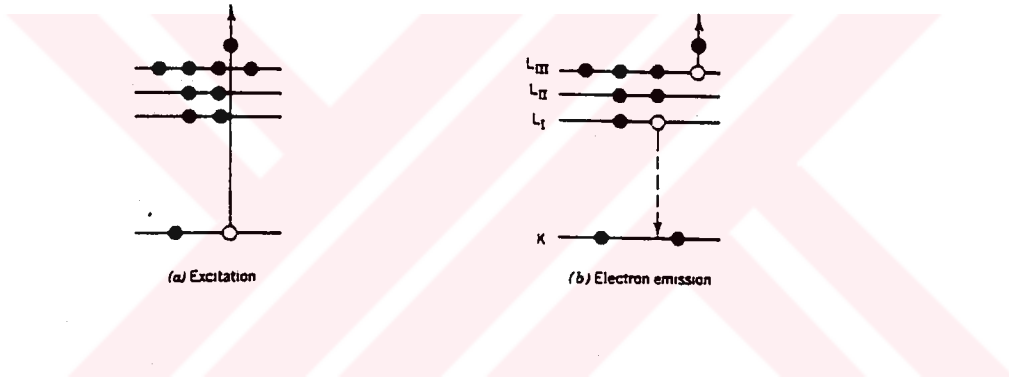 L_III
L_II
L_I
K
(a) Excitation
(b) Electron emission